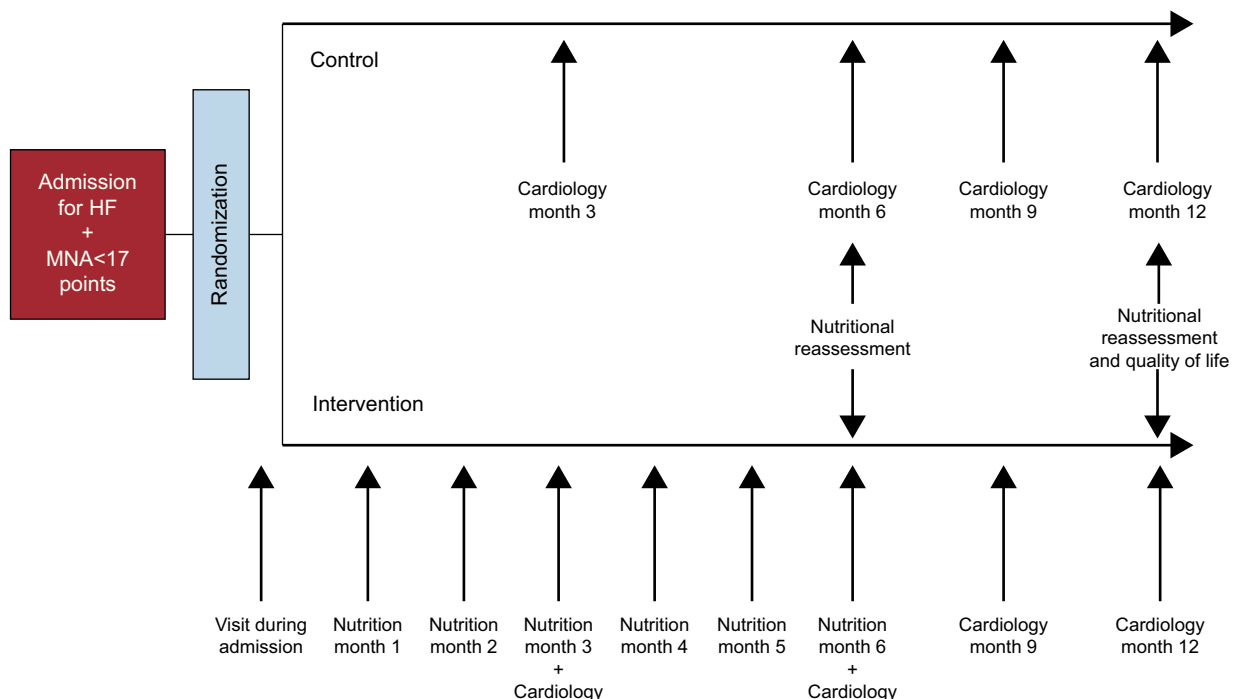 Control
Admission
for HF
+
MNA<17
points
Randomization
Cardiology
month 3
Cardiology
month 6
Cardiology
month 9
Cardiology
month 12
Nutritional
reassessment
Nutritional
reassessment
and quality of life
Intervention
Visit during
admission
Nutrition
month 1
Nutrition
month 2
Nutrition
month 3
+
Cardiology
Nutrition
month 4
Nutrition
month 5
Nutrition
month 6
+
Cardiology
Cardiology
month 9
Cardiology
month 12